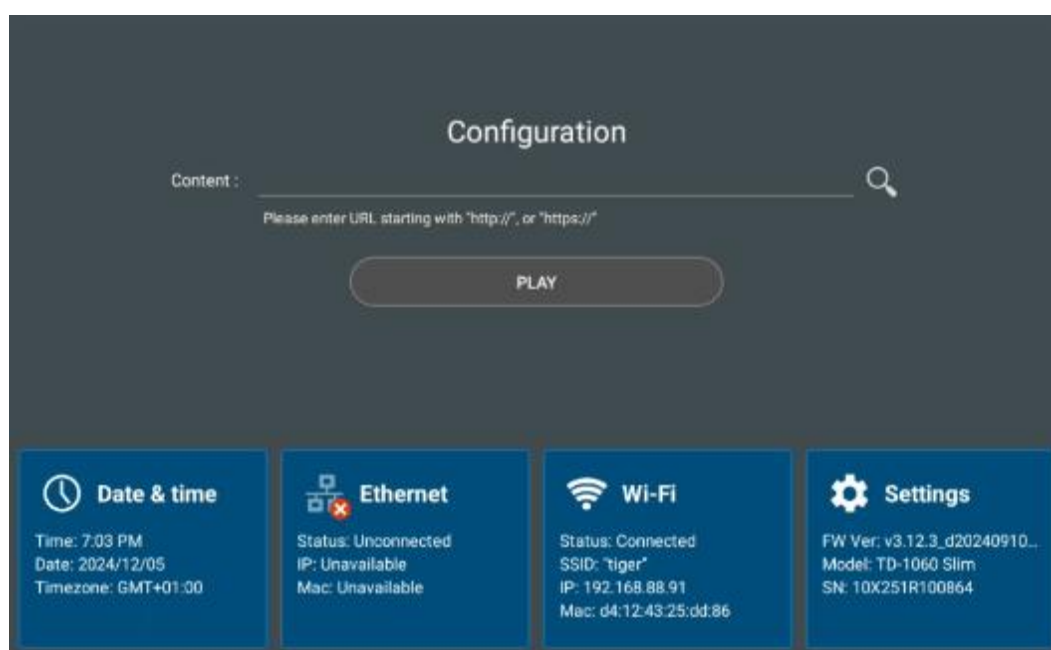 Configuration
Content :
Please enter URL starting with "http://", or "https://"
PLAY
Date & time
Time: 7:03 PM
Date: 2024/12/05
Timezone: GMT+01:00
Ethernet
Status: Unconnected
IP: Unavailable
Mac: Unavailable
Wi-Fi
Status: Connected
SSID: "tiger"
IP: 192.168.88.91
Mac: d4:12:43:25:dd:86
Settings
FW Ver: v3.12.3_d20240910...
Model: TD-1060 Slim
SN: 10X251R100864